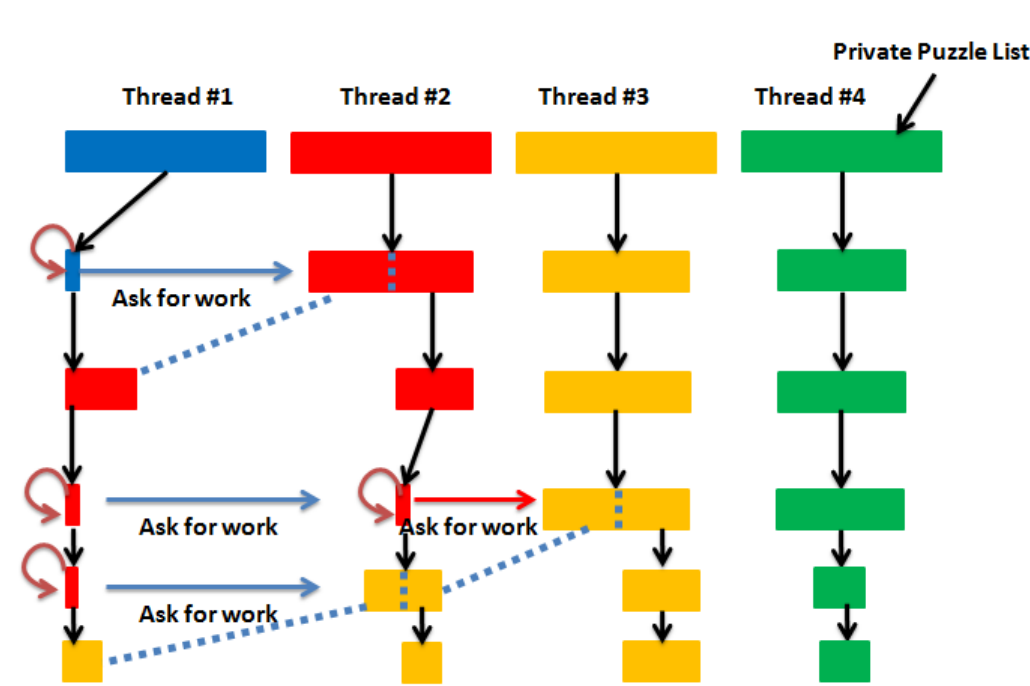 Private Puzzle List
Thread #1
Thread #2
Thread #3
Thread #4
Ask for work
Ask for work
Ask for work
Ask for work